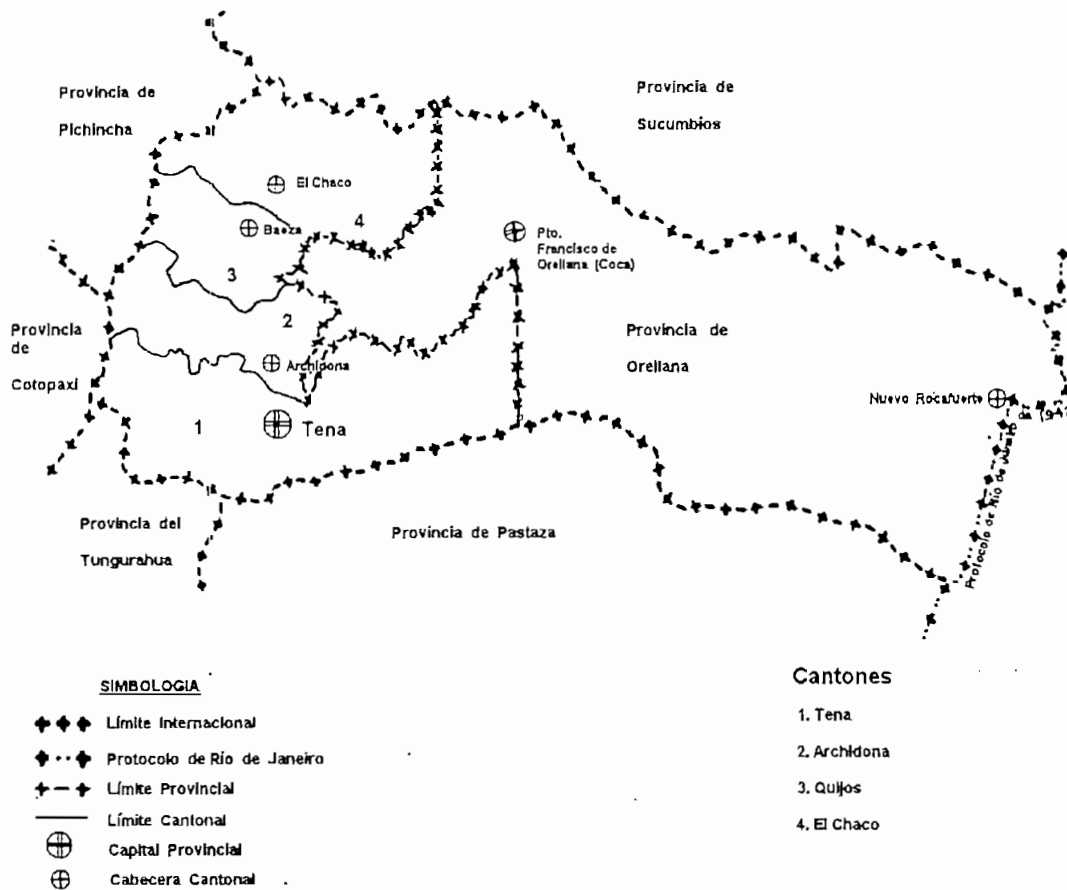 Provincia de
Pichincha
Provincia de
Sucumbios
El Chaco
4
Baeza
Pto.
Francisco de
Orellana (Coca)
3
2
Provincia
de
Cotopaxi
Provincia de
Orellana
Archidona
Nuevo Rocafuerte
1
Tena
Protocolo de Río de
Provincia del
Tungurahua
Provincia de Pastaza
SIMBOLOGIA
Límite Internacional
Protocolo de Río de Janeiro
Límite Provincial
Límite Cantonal
Capital Provincial
Cabecera Cantonal
Cantones
1. Tena
2. Archidona
3. Quijos
4. El Chaco